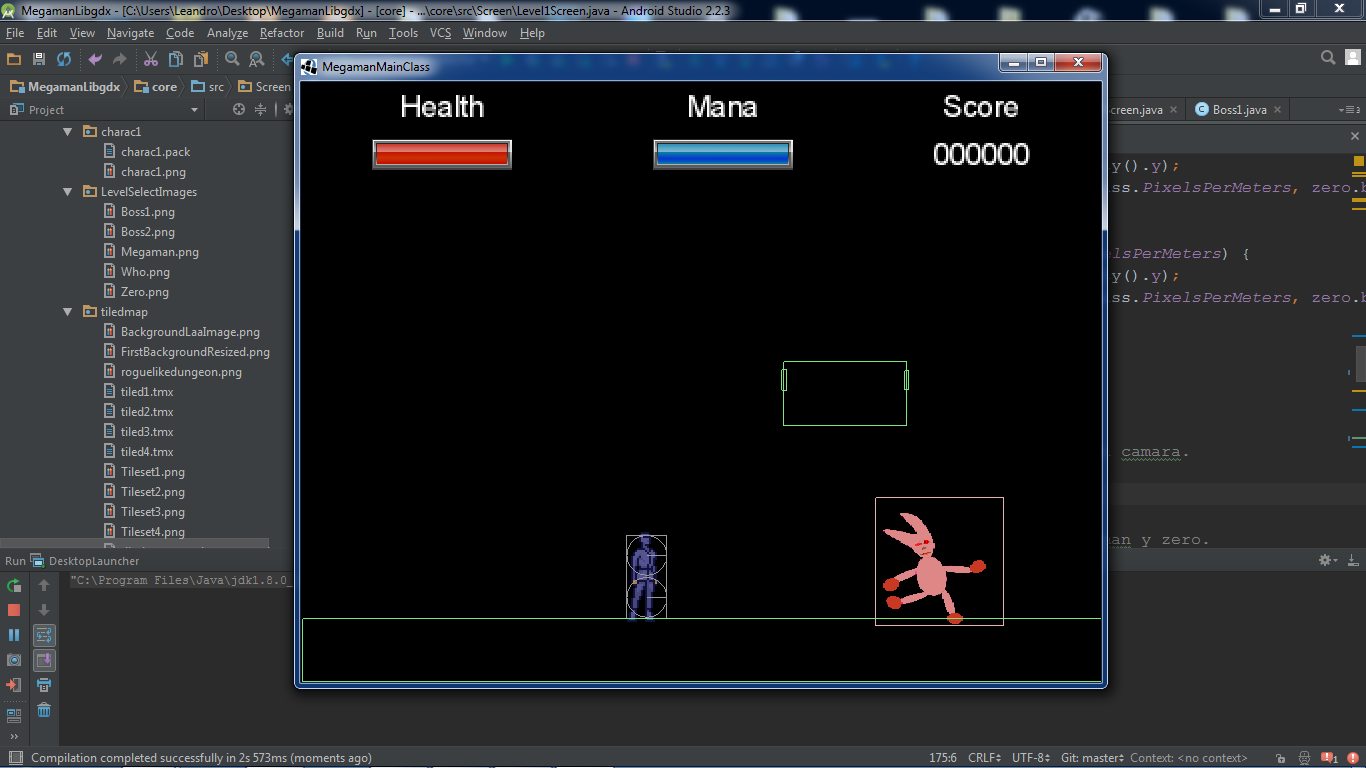 MegamanLibgdx - [C:\Users\Leandro\Desktop\MegamanLibgdx] - [core] - ...\core\src\Screen\Level1Screen.java - Android Studio 2.2.3
File Edit View Navigate Code Analyze Refactor Build Run Tools VCS Window Help
MegamanLibgdx core src Screen
Project
creen.java Boss1.java
MegamanMainClass
Health Mana Score
000000
charac1
charac1.pack
charac1.png
LevelSelectImages
Boss1.png
Boss2.png
Megaman.png
Who.png
Zero.png
tiledmap
BackgroundLaaImage.png
FirstBackgroundResized.png
roguelikedungeon.png
tiled1.tmx
tiled2.tmx
tiled3.tmx
tiled4.tmx
Tileset1.png
Tileset2.png
Tileset3.png
Tileset4.png
y().y);
ss.PixelsPerMeters, zero.b
elsPerMeters) {
y().y);
ss.PixelsPerMeters, zero.b
camara.
an y zero.
Run DesktopLauncher
"C:\Program Files\Java\jdk1.8.0_
Compilation completed successfully in 2s 573ms (moments ago) 175:6 CRLF UTF-8 Git: master Context: <no context> 1